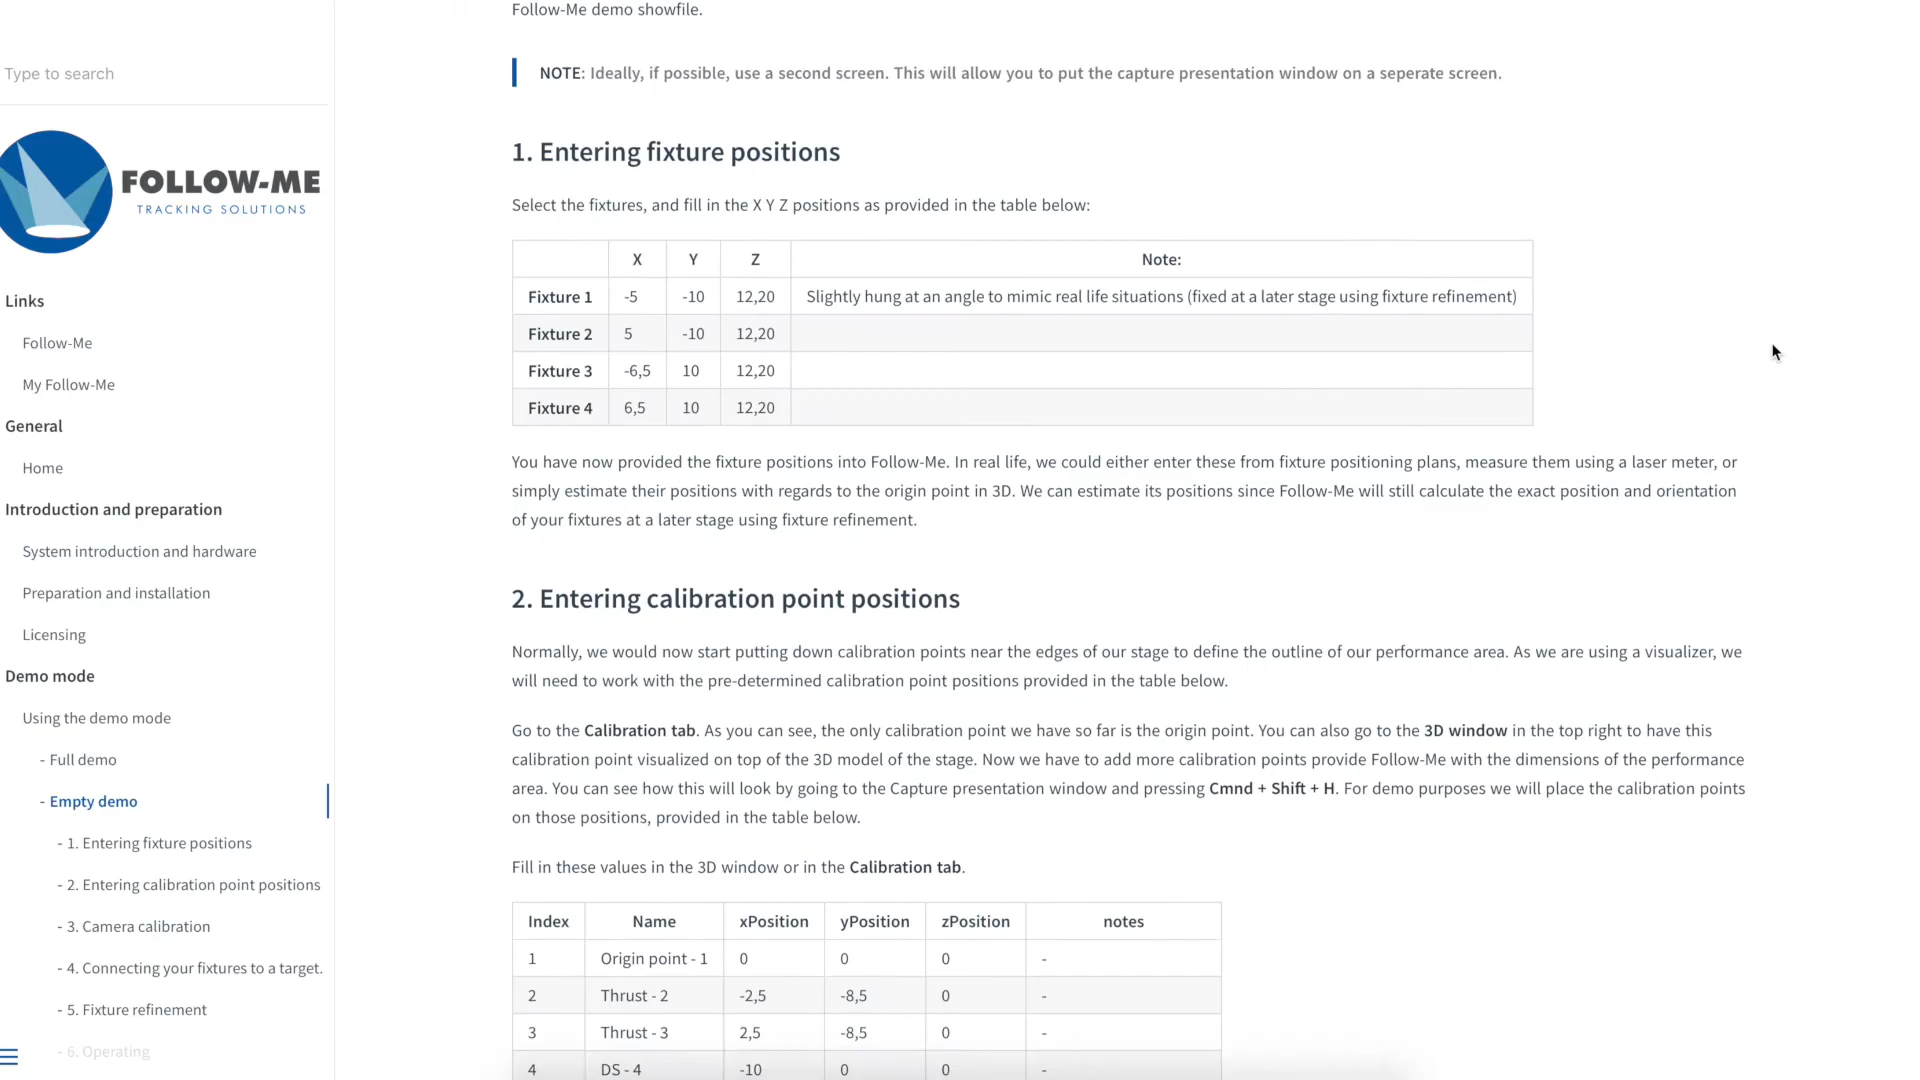 Type to search
FOLLOW-ME
TRACKING SOLUTIONS
Links
Follow-Me
My Follow-Me
General
Home
Introduction and preparation
System introduction and hardware
Preparation and installation
Licensing
Demo mode
Using the demo mode
- Full demo
- Empty demo
- 1. Entering fixture positions
- 2. Entering calibration point positions
- 3. Camera calibration
- 4. Connecting your fixtures to a target.
- 5. Fixture refinement
- 6. Operating
Follow-Me demo showfile.
NOTE: Ideally, if possible, use a second screen. This will allow you to put the capture presentation window on a seperate screen.
1. Entering fixture positions
Select the fixtures, and fill in the X Y Z positions as provided in the table below:
X Y Z Note:
Fixture 1 -5 -10 12,20 Slightly hung at an angle to mimic real life situations (fixed at a later stage using fixture refinement)
Fixture 2 5 -10 12,20
Fixture 3 -6,5 10 12,20
Fixture 4 6,5 10 12,20
You have now provided the fixture positions into Follow-Me. In real life, we could either enter these from fixture positioning plans, measure them using a laser meter, or
simply estimate their positions with regards to the origin point in 3D. We can estimate its positions since Follow-Me will still calculate the exact position and orientation
of your fixtures at a later stage using fixture refinement.
2. Entering calibration point positions
Normally, we would now start putting down calibration points near the edges of our stage to define the outline of our performance area. As we are using a visualizer, we
will need to work with the pre-determined calibration point positions provided in the table below.
Go to the Calibration tab. As you can see, the only calibration point we have so far is the origin point. You can also go to the 3D window in the top right to have this
calibration point visualized on top of the 3D model of the stage. Now we have to add more calibration points provide Follow-Me with the dimensions of the performance
area. You can see how this will look by going to the Capture presentation window and pressing Cmnd + Shift + H. For demo purposes we will place the calibration points
on those positions, provided in the table below.
Fill in these values in the 3D window or in the Calibration tab.
Index Name xPosition yPosition zPosition notes
1 Origin point - 1 0 0 0 -
2 Thrust - 2 -2,5 -8,5 0 -
3 Thrust - 3 2,5 -8,5 0 -
4 DS - 4 -10 0 0 -